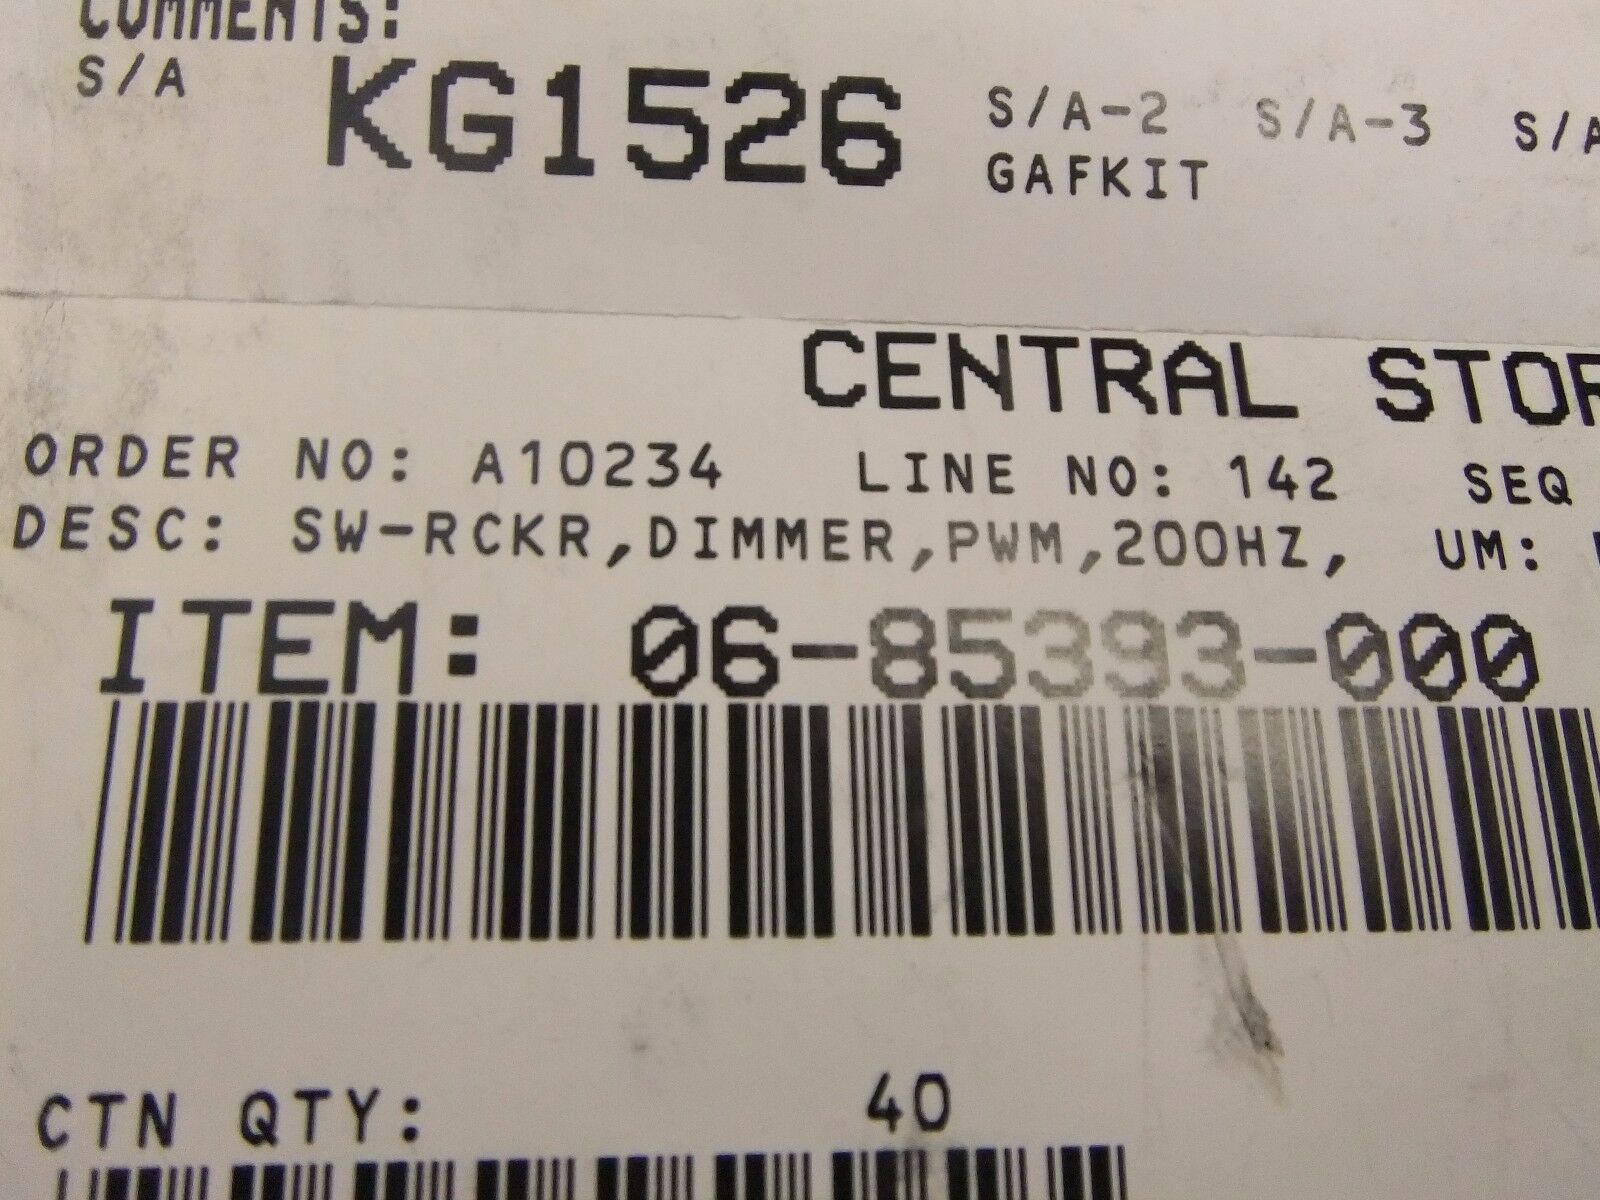 COMMENTS:
S/A KG1526 S/A-2 S/A-3 S/A
GAFKIT
CENTRAL STOR
ORDER NO: A10234 LINE NO: 142 SEQ
DESC: SW-RCKR,DIMMER,PWM,200HZ, UM:
ITEM: 06-85393-000
CTN QTY: 40